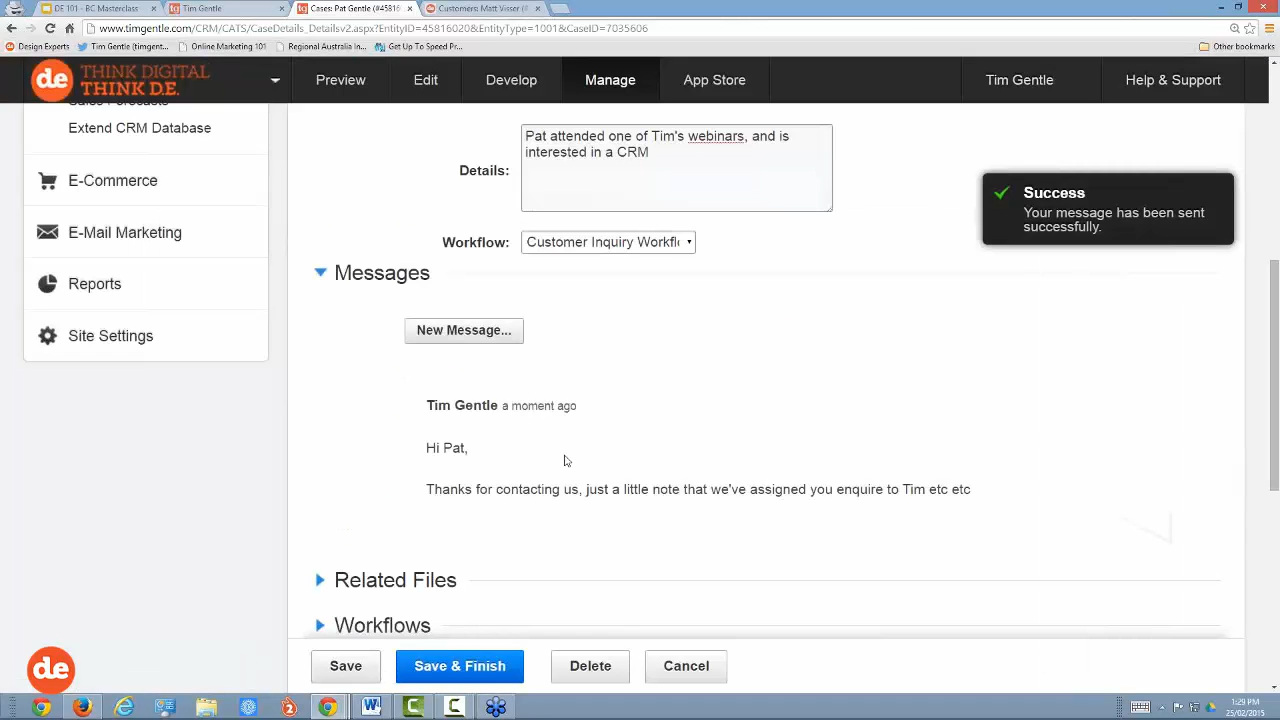 DE 101 - BC Masterclass
Tim Gentle
Cases: Pat Gentle (#4581
Customers: Matt Visser (#
www.timgentle.com/CRM/CATS/CaseDetails_Detailsv2.aspx?EntityID=45816020&EntityType=1001&CaseID=7035606
Design Experts
Tim Gentle (timgent...
Online Marketing 101
Regional Australia In...
Get Up To Speed Pr...
Other bookmarks
d.e
THINK DIGITAL
THINK D.E.
Preview
Edit
Develop
Manage
App Store
Tim Gentle
Help & Support
Sales Forecasts
Extend CRM Database
E-Commerce
E-Mail Marketing
Reports
Site Settings
Details:
Pat attended one of Tim's webinars, and is
interested in a CRM
Success
Your message has been sent
successfully.
Workflow:
Customer Inquiry Workfl
Messages
New Message...
Tim Gentle a moment ago
Hi Pat,
Thanks for contacting us, just a little note that we've assigned you enquire to Tim etc etc
Related Files
Workflows
Save
Save & Finish
Delete
Cancel
d.e
1:29 PM
25/02/2015